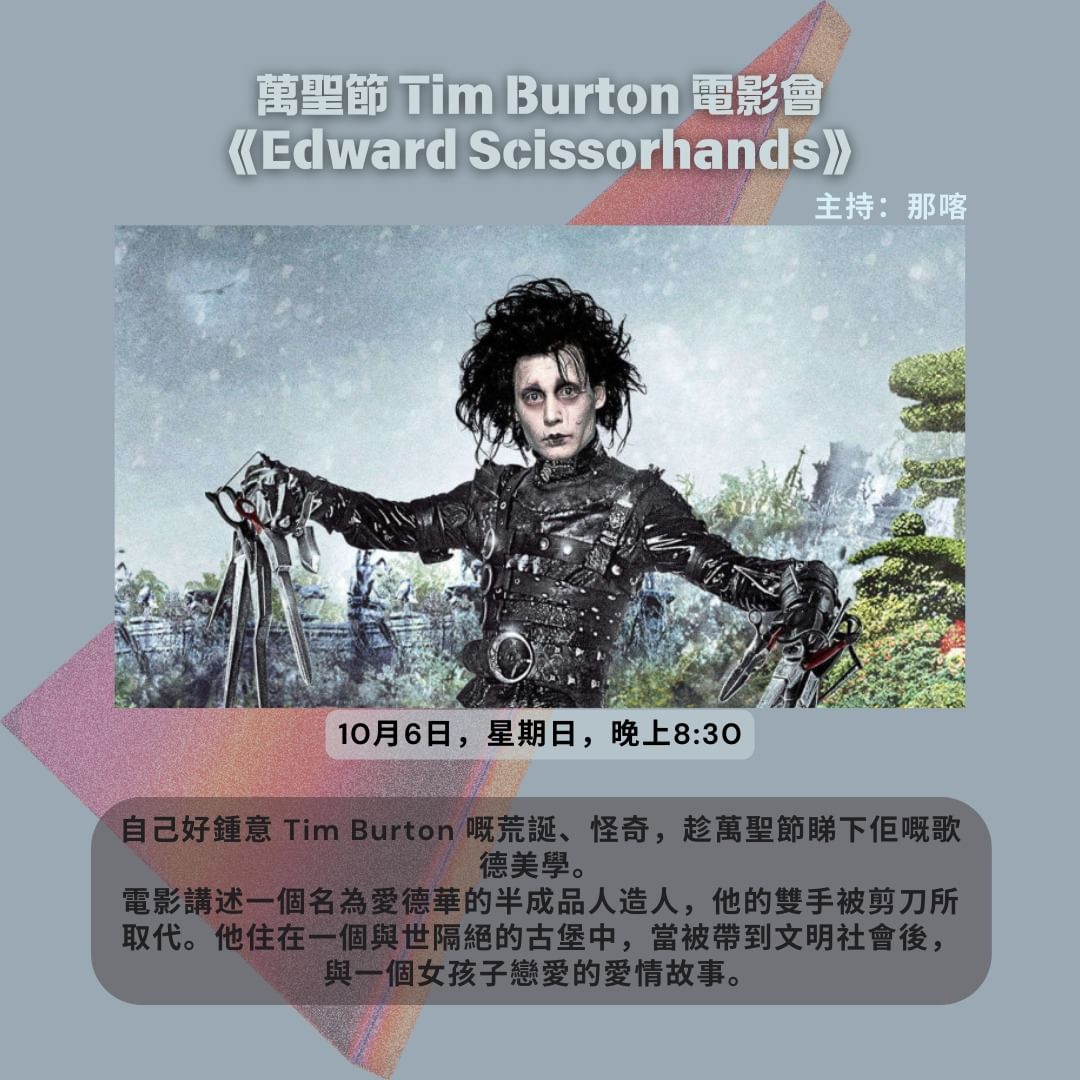 萬聖節 Tim Burton 電影會
《Edward Scissorhands》
主持：那喀
10月6日，星期日，晚上8:30
自己好鍾意 Tim Burton 嘅荒誕、怪奇，趁萬聖節睇下佢嘅歌
德美學。
電影講述一個名為愛德華的半成品人造人，他的雙手被剪刀所
取代。他住在一個與世隔絕的古堡中，當被帶到文明社會後，
與一個女孩子戀愛的愛情故事。